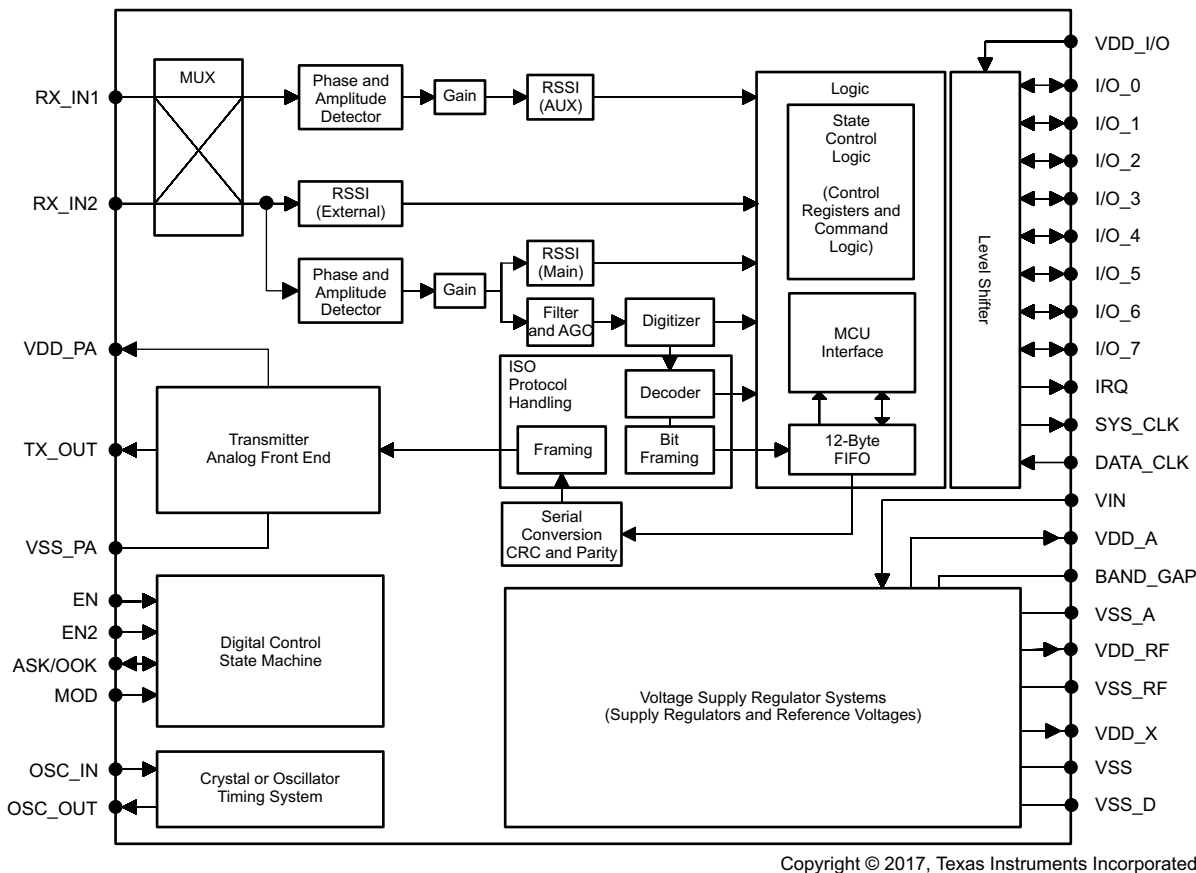 MUX
Phase and
Amplitude
Detector
Gain
RSSI
(AUX)
RX_IN1
RX_IN2
RSSI
(External)
Phase and
Amplitude
Detector
Gain
RSSI
(Main)
Filter
and AGC
Digitizer
ISO
Protocol
Handling
Decoder
Framing
Bit
Framing
Serial
Conversion
CRC and Parity
Logic
State
Control
Logic
(Control
Registers and
Command
Logic)
MCU
Interface
12-Byte
FIFO
Level Shifter
VDD_I/O
I/O_0
I/O_1
I/O_2
I/O_3
I/O_4
I/O_5
I/O_6
I/O_7
IRQ
SYS_CLK
DATA_CLK
VIN
VDD_A
BAND_GAP
VSS_A
VDD_RF
VSS_RF
VDD_X
VSS
VSS_D
VDD_PA
TX_OUT
VSS_PA
Transmitter
Analog Front End
EN
EN2
ASK/OOK
MOD
Digital Control
State Machine
OSC_IN
OSC_OUT
Crystal or Oscillator
Timing System
Voltage Supply Regulator Systems
(Supply Regulators and Reference Voltages)
Copyright © 2017, Texas Instruments Incorporated